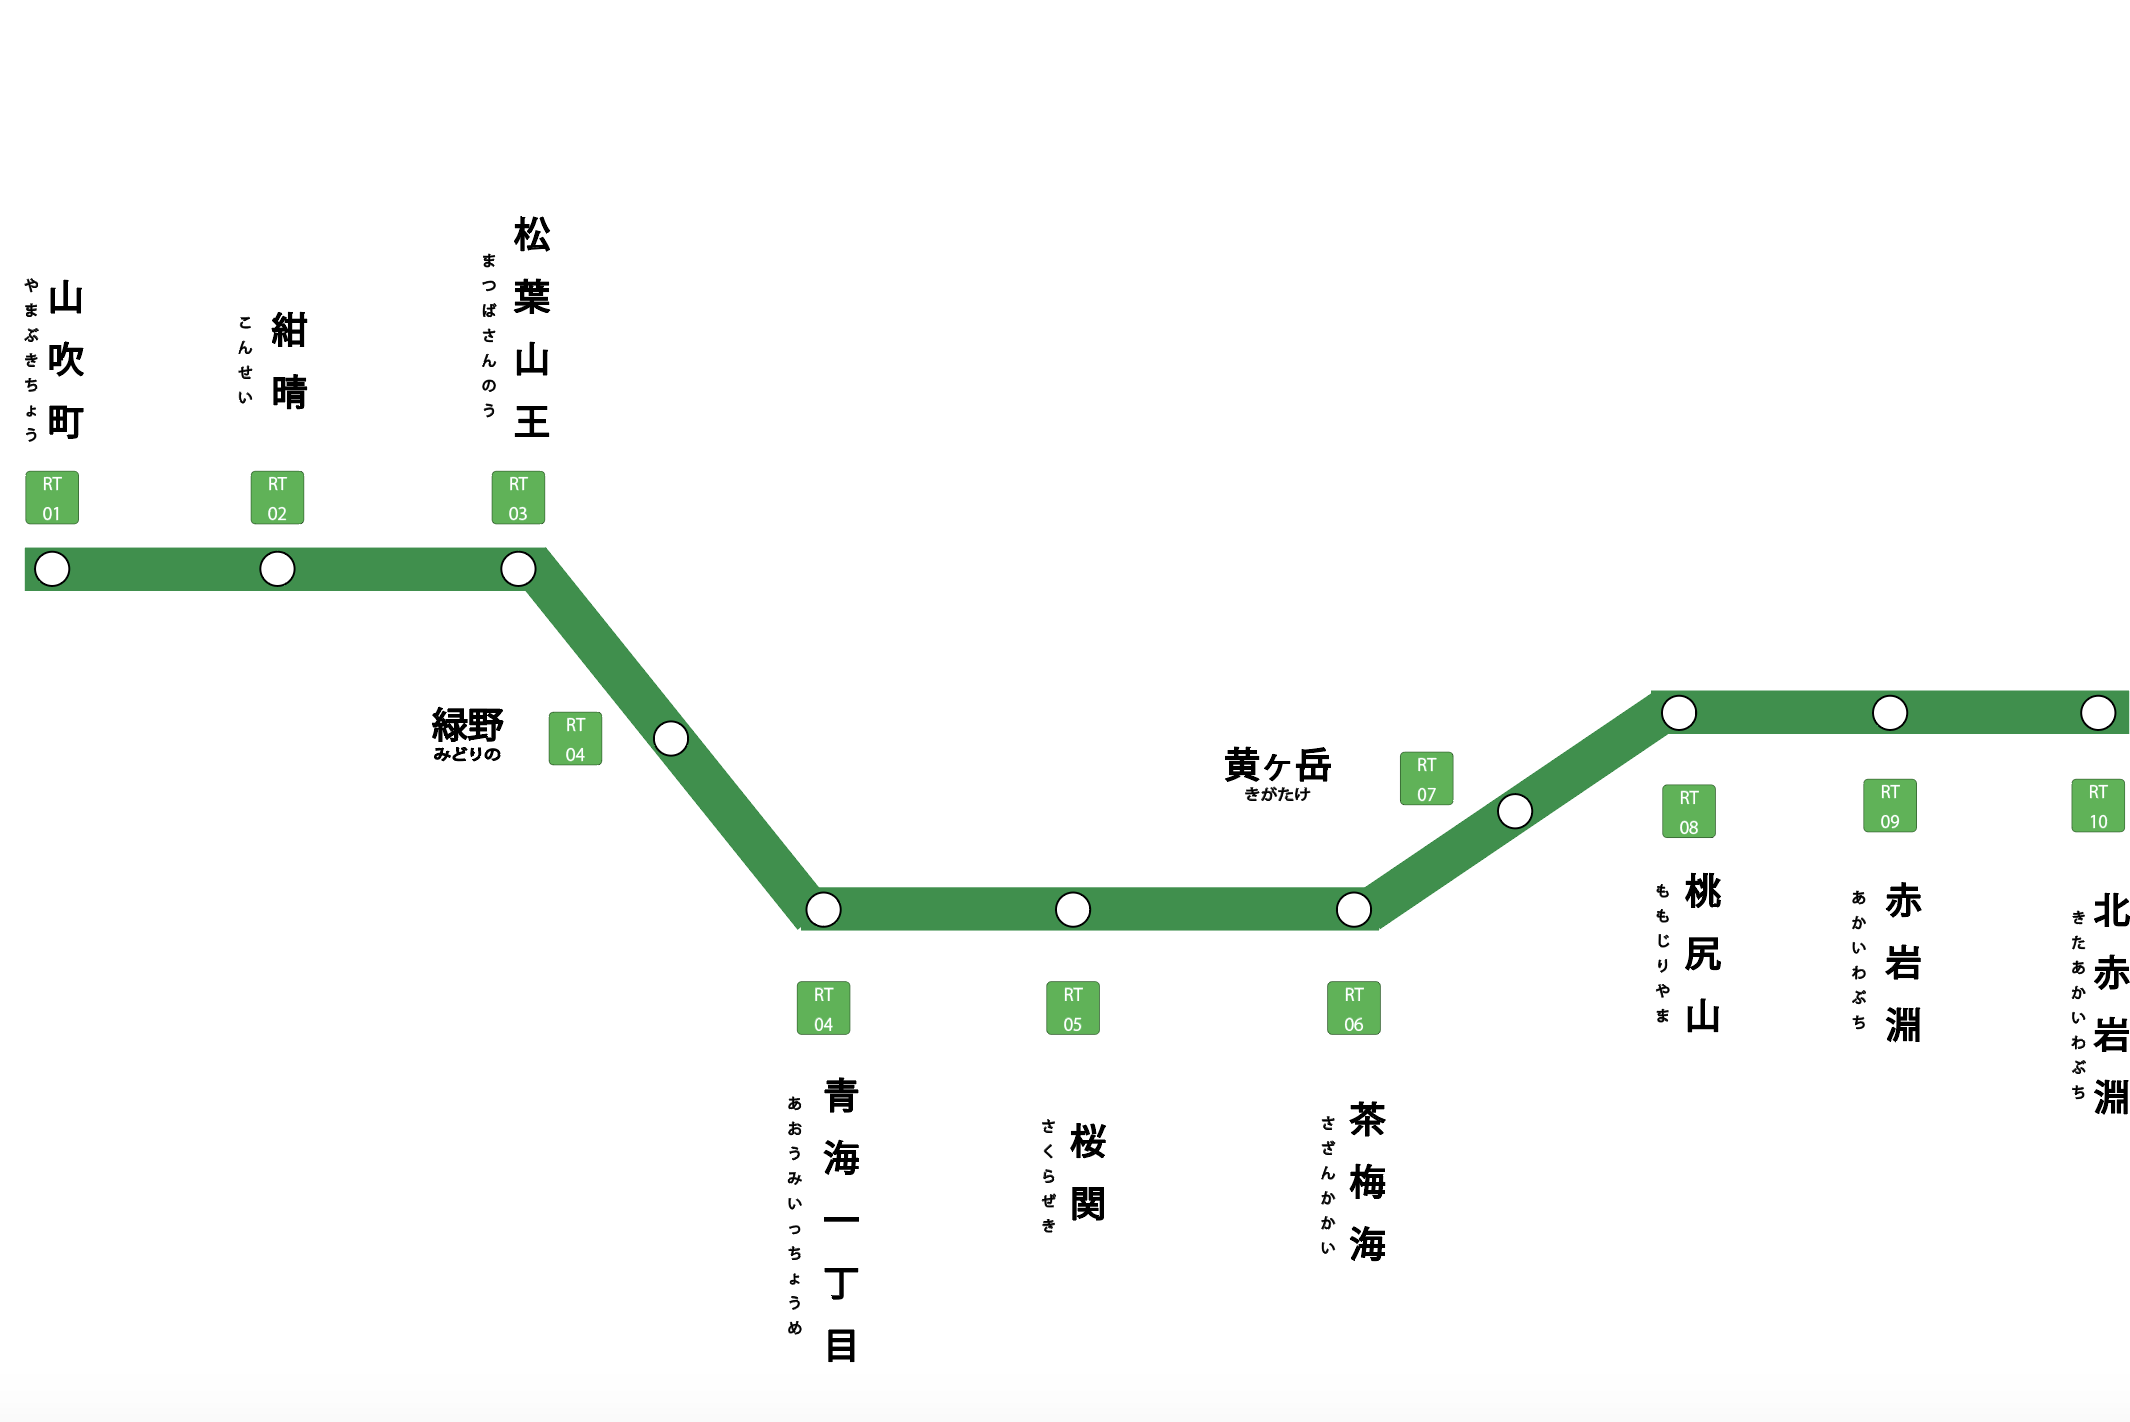 山吹町
やまぶきちょう
RT
01
紺晴
こんせい
RT
02
松葉山王
まつばさんのう
RT
03
緑野
みどりの
RT
04
青海一丁目
あおうみいっちょうめ
RT
04
桜関
さくらぜき
RT
05
茶梅海
さざんかかい
RT
06
黄ヶ岳
きがたけ
RT
07
桃尻山
ももじりやま
RT
08
赤岩淵
あかいわぶち
RT
09
北赤岩淵
きたあかいわぶち
RT
10